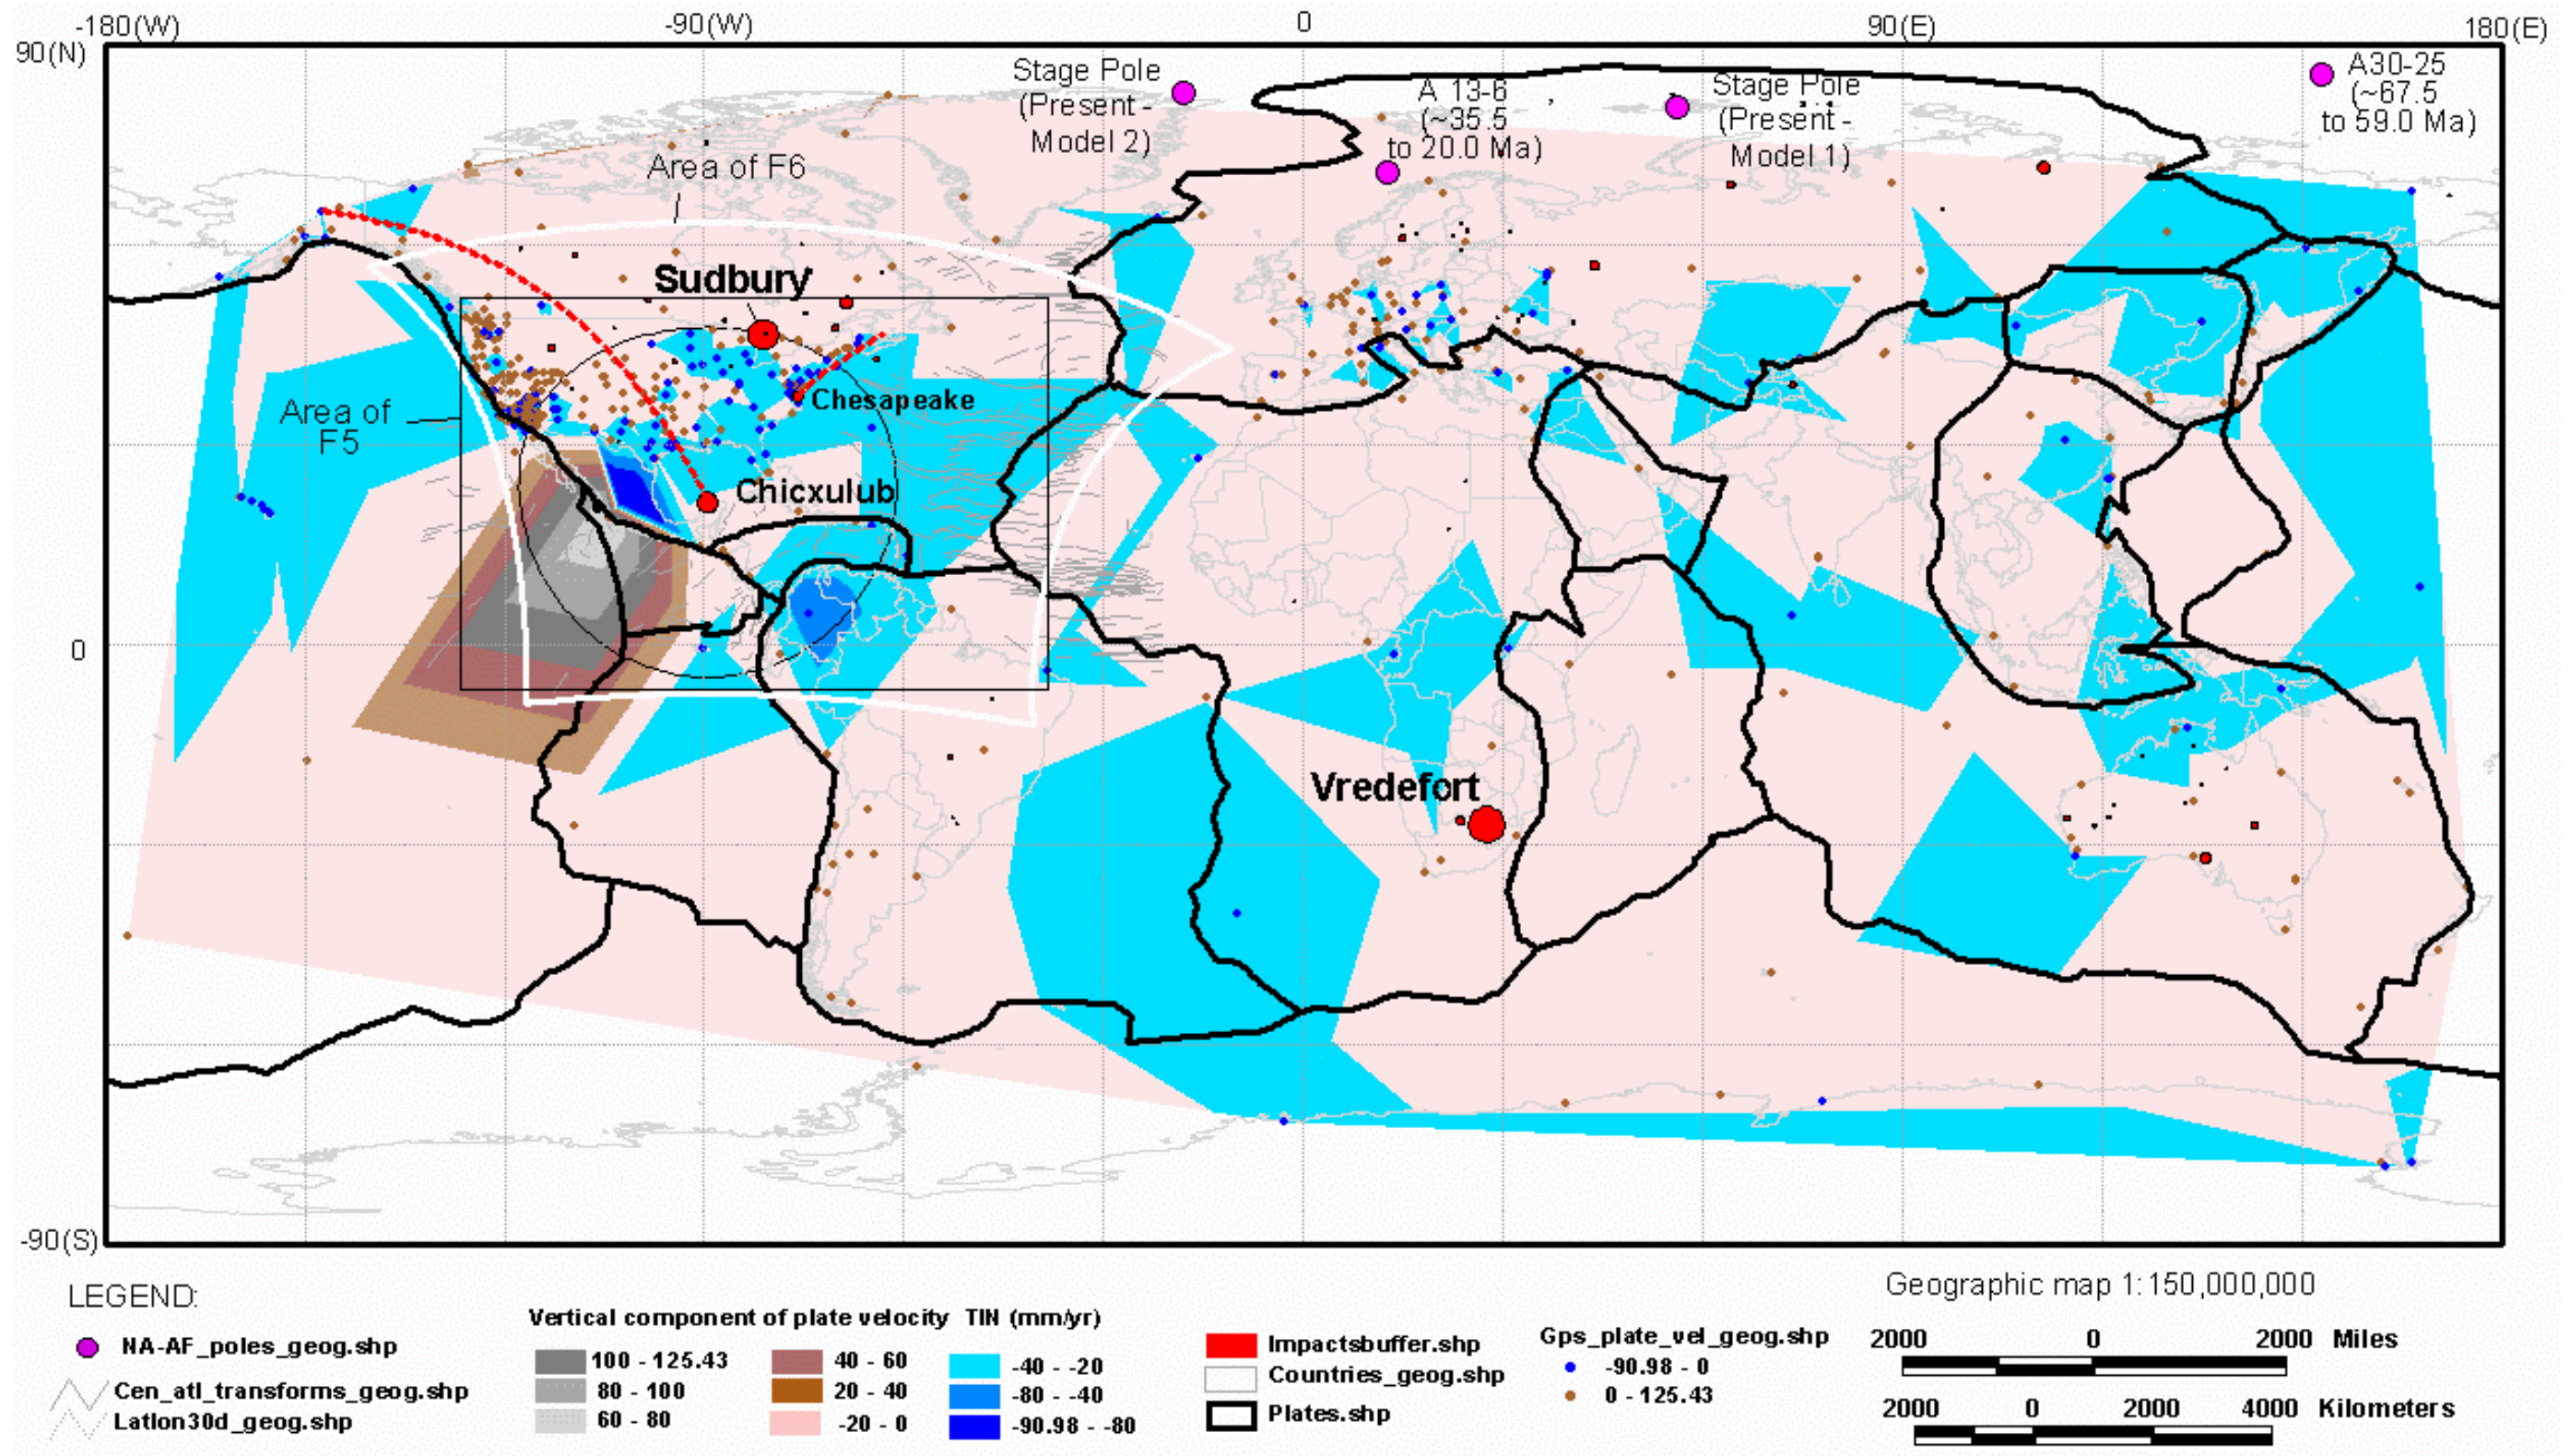 -180(W)
-90(W)
0
90(E)
180(E)
90(N)
Stage Pole
(Present -
Model 2)
A 13-6
(~35.5
to 20.0 Ma)
Stage Pole
(Present -
Model 1)
A30-25
(~67.5
to 59.0 Ma)
Area of F6
Sudbury
Area of
F5
Chesapeake
Chicxulub
0
Vredefort
-90(S)
LEGEND:
NA-AF_poles_geog.shp
Cen_atl_transforms_geog.shp
Latlon30d_geog.shp
Vertical component of plate velocity TIN (mm/yr)
100 - 125.43
80 - 100
60 - 80
40 - 60
20 - 40
-20 - 0
-40 - -20
-80 - -40
-90.98 - -80
Impactsbuffer.shp
Countries_geog.shp
Plates.shp
Gps_plate_vel_geog.shp
-90.98 - 0
0 - 125.43
Geographic map 1:150,000,000
2000 0 2000 Miles
2000 0 2000 4000 Kilometers